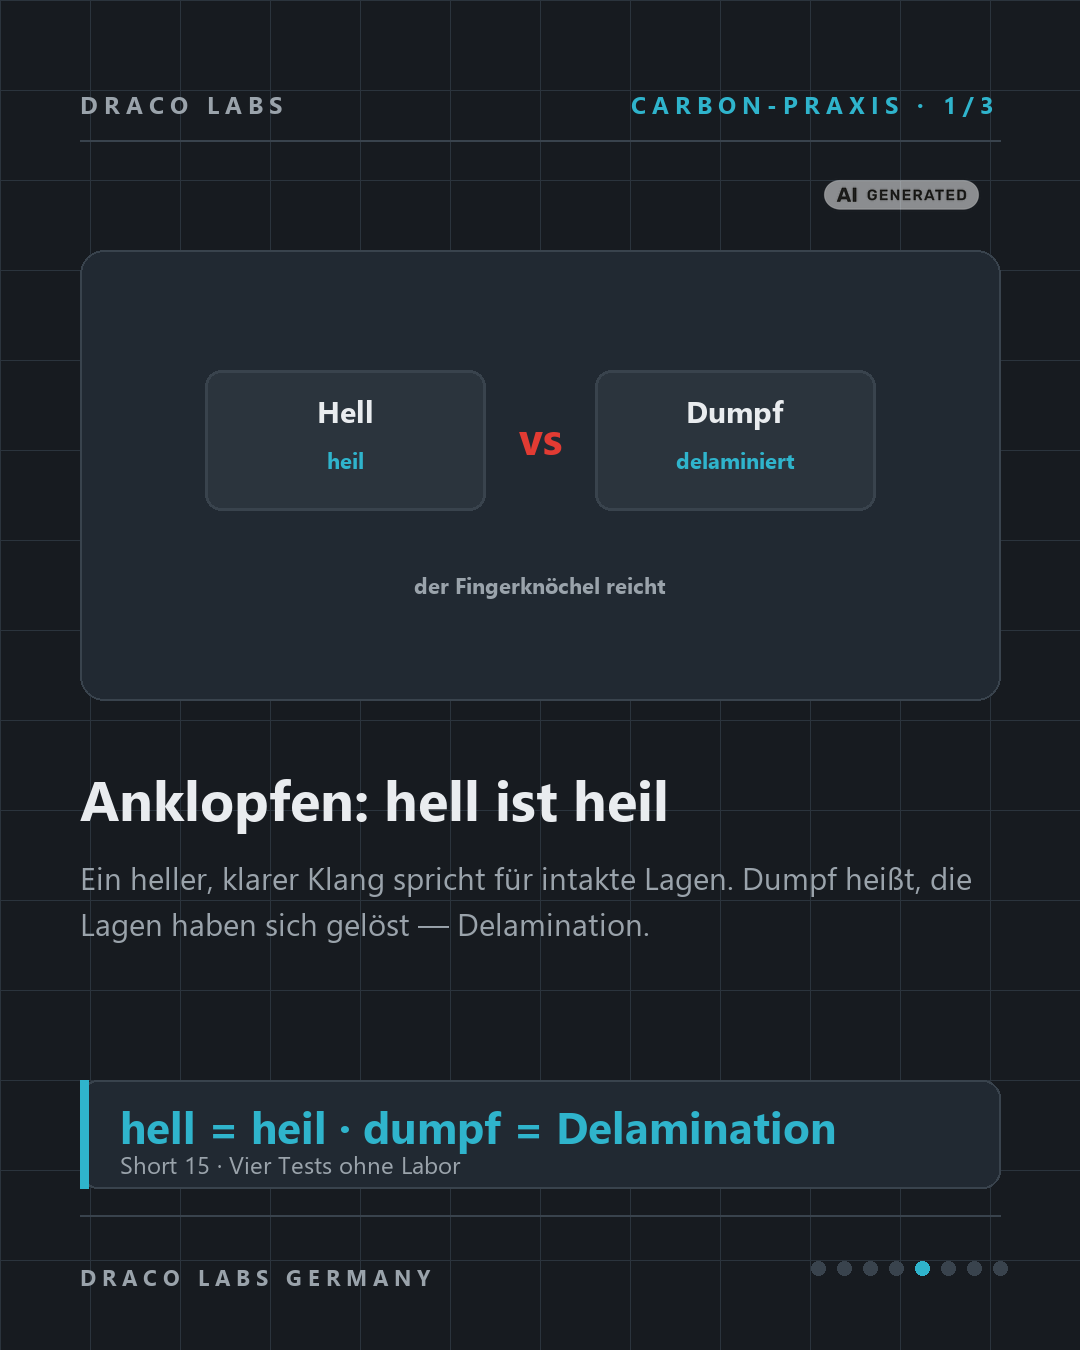 DRACO LABS
CARBON-PRAXIS · 1/3
AI GENERATED
Hell
heil
vs
Dumpf
delaminiert
der Fingerknöchel reicht
Anklopfen: hell ist heil
Ein heller, klarer Klang spricht für intakte Lagen. Dumpf heißt, die
Lagen haben sich gelöst — Delamination.
hell = heil · dumpf = Delamination
Short 15 · Vier Tests ohne Labor
DRACO LABS GERMANY